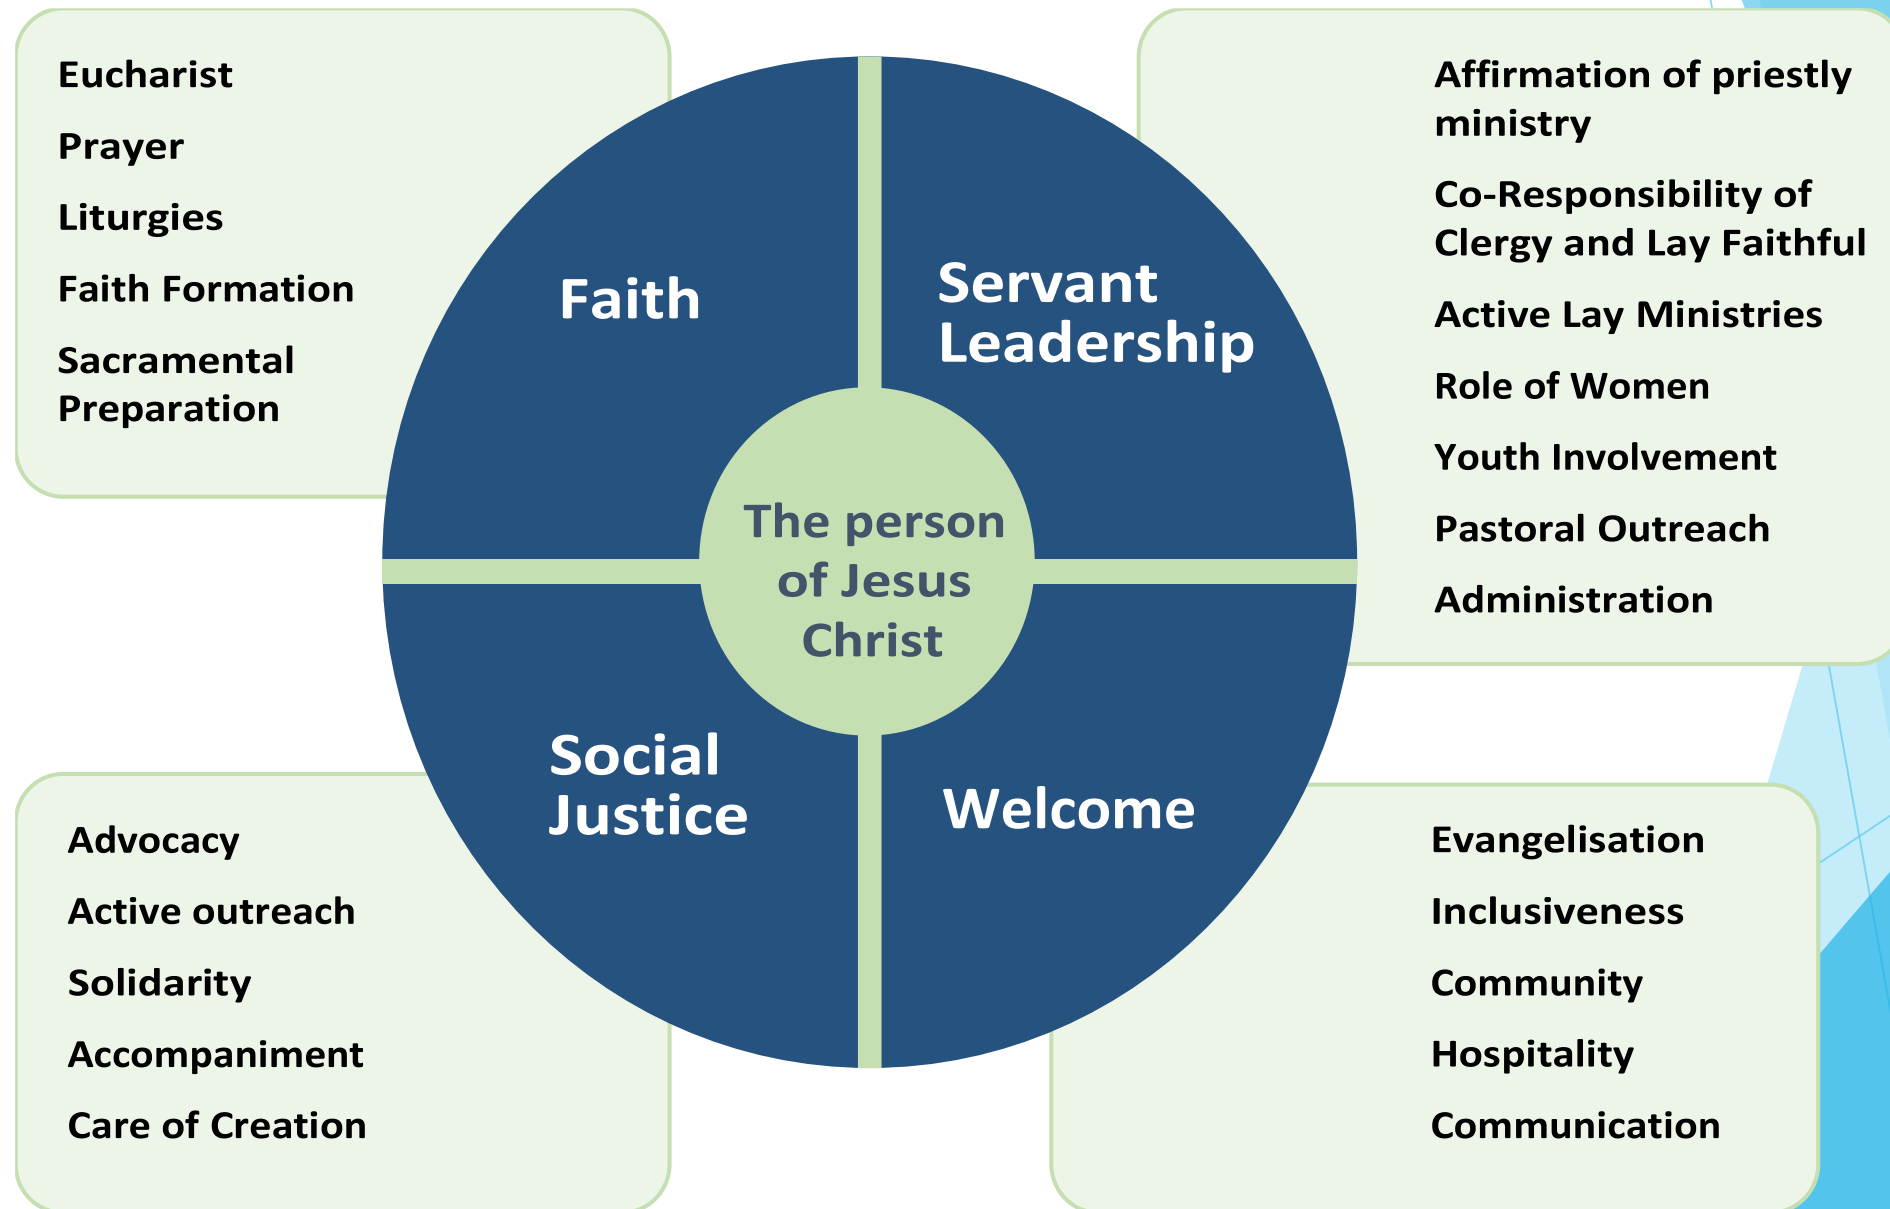 Eucharist
Prayer
Liturgies
Faith Formation
Sacramental
Preparation
Affirmation of priestly
ministry
Co-Responsibility of
Clergy and Lay Faithful
Active Lay Ministries
Role of Women
Youth Involvement
Pastoral Outreach
Administration
Faith
Servant
Leadership
The person
of Jesus
Christ
Social
Justice
Welcome
Advocacy
Active outreach
Solidarity
Accompaniment
Care of Creation
Evangelisation
Inclusiveness
Community
Hospitality
Communication